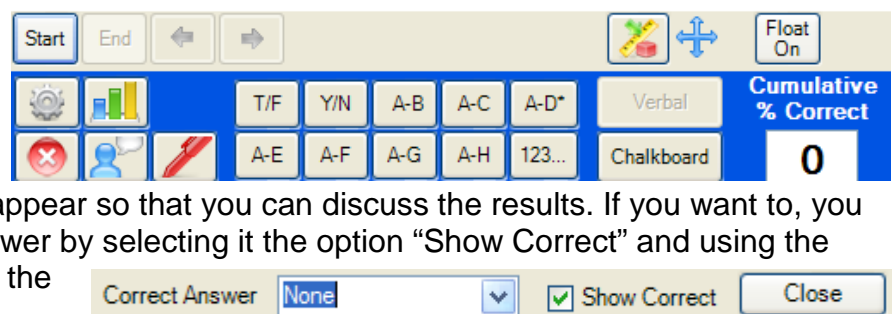 Start End Float On
Cumulative % Correct
T/F Y/N A-B A-C A-D* Verbal
A-E A-F A-G A-H 123... Chalkboard 0
appear so that you can discuss the results. If you want to, you
wer by selecting it the option “Show Correct” and using the
the
Correct Answer None Show Correct Close